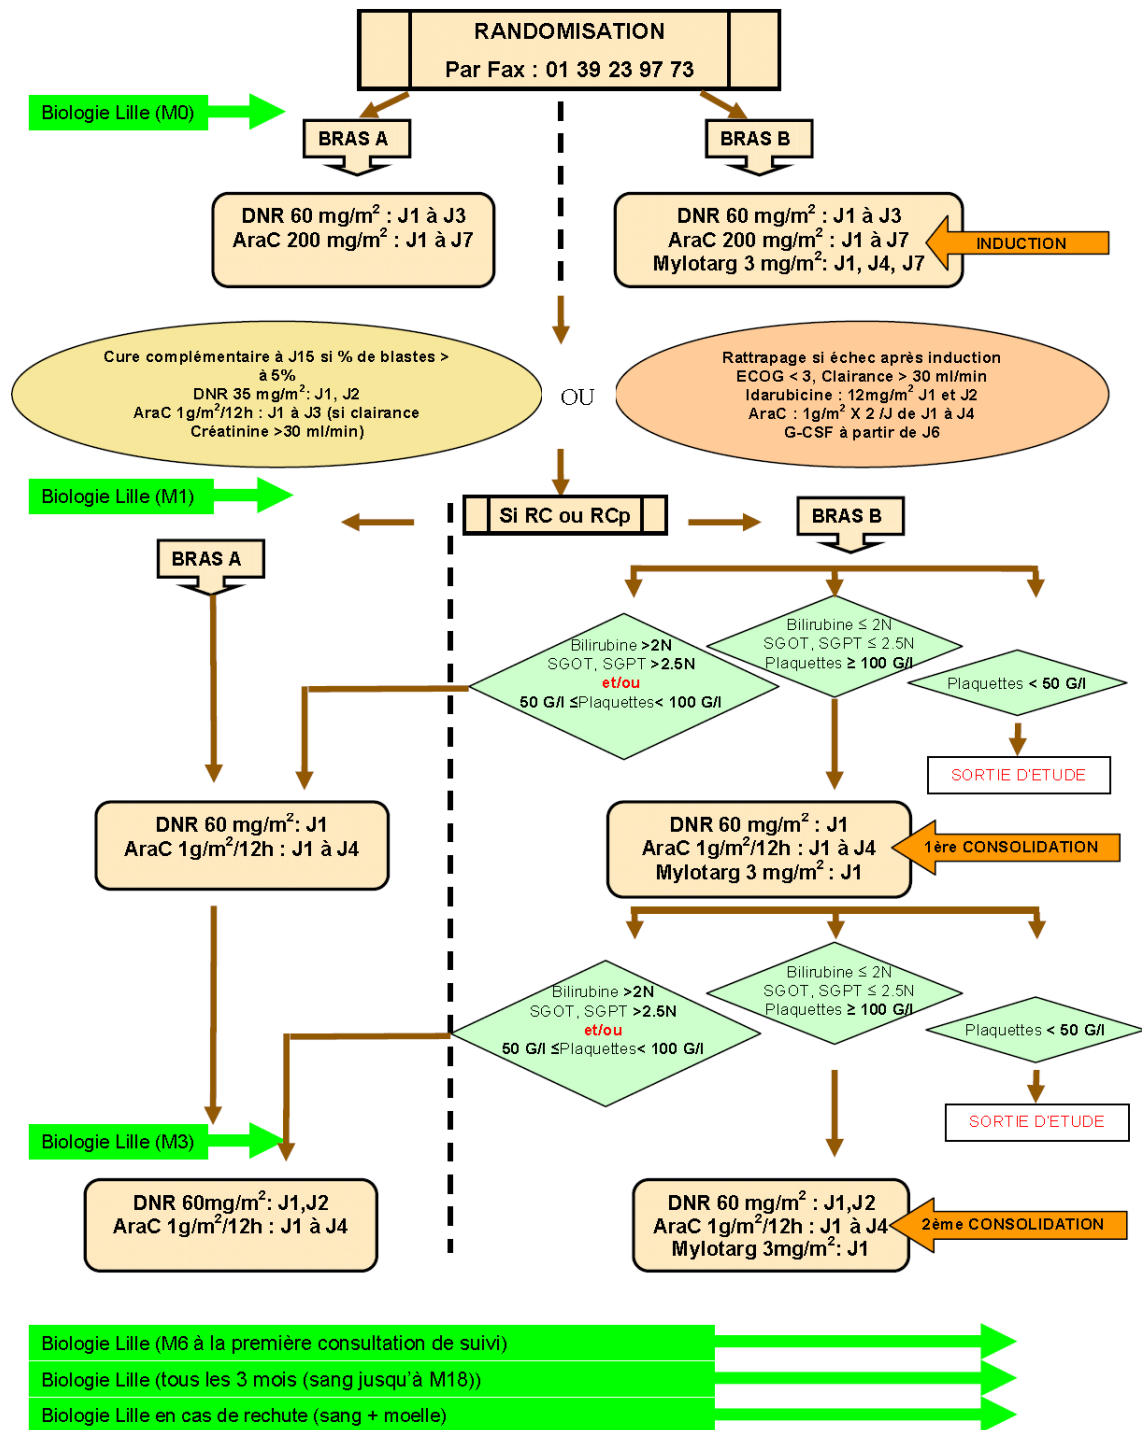 RANDOMISATION
Par Fax : 01 39 23 97 73
Biologie Lille (M0)
BRAS A
BRAS B
DNR 60 mg/m² : J1 à J3
AraC 200 mg/m² : J1 à J7
DNR 60 mg/m² : J1 à J3
AraC 200 mg/m² : J1 à J7
Mylotarg 3 mg/m²: J1, J4, J7
INDUCTION
Cure complémentaire à J15 si % de blastes >
à 5%
DNR 35 mg/m²: J1, J2
AraC 1g/m²/12h : J1 à J3 (si clairance
Créatinine >30 ml/min)
OU
Rattrapage si échec après induction
ECOG < 3, Clairance > 30 ml/min
Idarubicine : 12mg/m² J1 et J2
AraC : 1g/m² X 2 /J de J1 à J4
G-CSF à partir de J6
Biologie Lille (M1)
Si RC ou RCp
BRAS B
BRAS A
Bilirubine >2N
SGOT, SGPT >2.5N
et/ou
50 G/l ≤Plaquettes< 100 G/l
Bilirubine ≤ 2N
SGOT, SGPT ≤ 2.5N
Plaquettes ≥ 100 G/l
Plaquettes < 50 G/l
SORTIE D'ETUDE
DNR 60 mg/m²: J1
AraC 1g/m²/12h : J1 à J4
DNR 60 mg/m² : J1
AraC 1g/m²/12h : J1 à J4
Mylotarg 3 mg/m² : J1
1ère CONSOLIDATION
Bilirubine >2N
SGOT, SGPT >2.5N
et/ou
50 G/l ≤Plaquettes< 100 G/l
Bilirubine ≤ 2N
SGOT, SGPT ≤ 2.5N
Plaquettes ≥ 100 G/l
Plaquettes < 50 G/l
SORTIE D'ETUDE
Biologie Lille (M3)
DNR 60mg/m²: J1,J2
AraC 1g/m²/12h : J1 à J4
DNR 60 mg/m² : J1,J2
AraC 1g/m²/12h : J1 à J4
Mylotarg 3mg/m²: J1
2ème CONSOLIDATION
Biologie Lille (M6 à la première consultation de suivi)
Biologie Lille (tous les 3 mois (sang jusqu'à M18))
Biologie Lille en cas de rechute (sang + moelle)